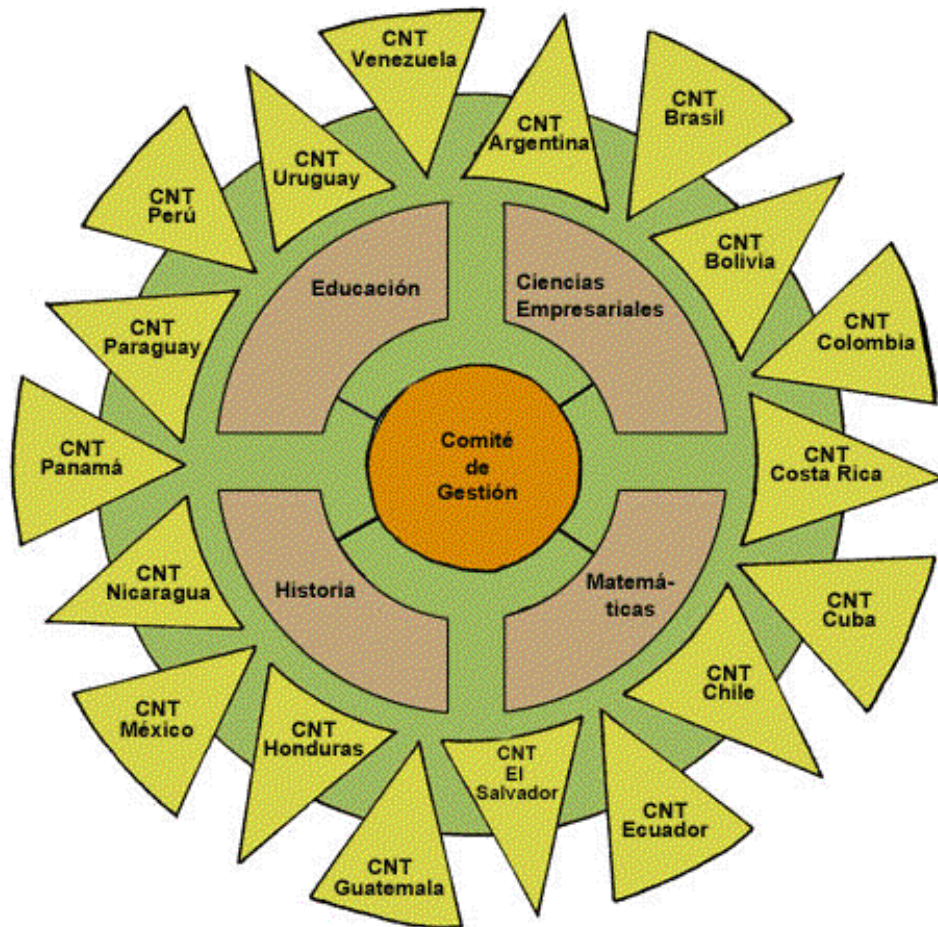 CNT
Venezuela
CNT
Argentina
CNT
Brasil
CNT
Uruguay
CNT
Perú
CNT
Bolivia
Educación
Ciencias
Empresariales
CNT
Colombia
CNT
Paraguay
CNT
Panamá
Comité
de
Gestión
CNT
Costa Rica
CNT
Nicaragua
Historia
Matemá-
ticas
CNT
Cuba
CNT
Chile
CNT
México
CNT
Honduras
CNT
El
Salvador
CNT
Ecuador
CNT
Guatemala